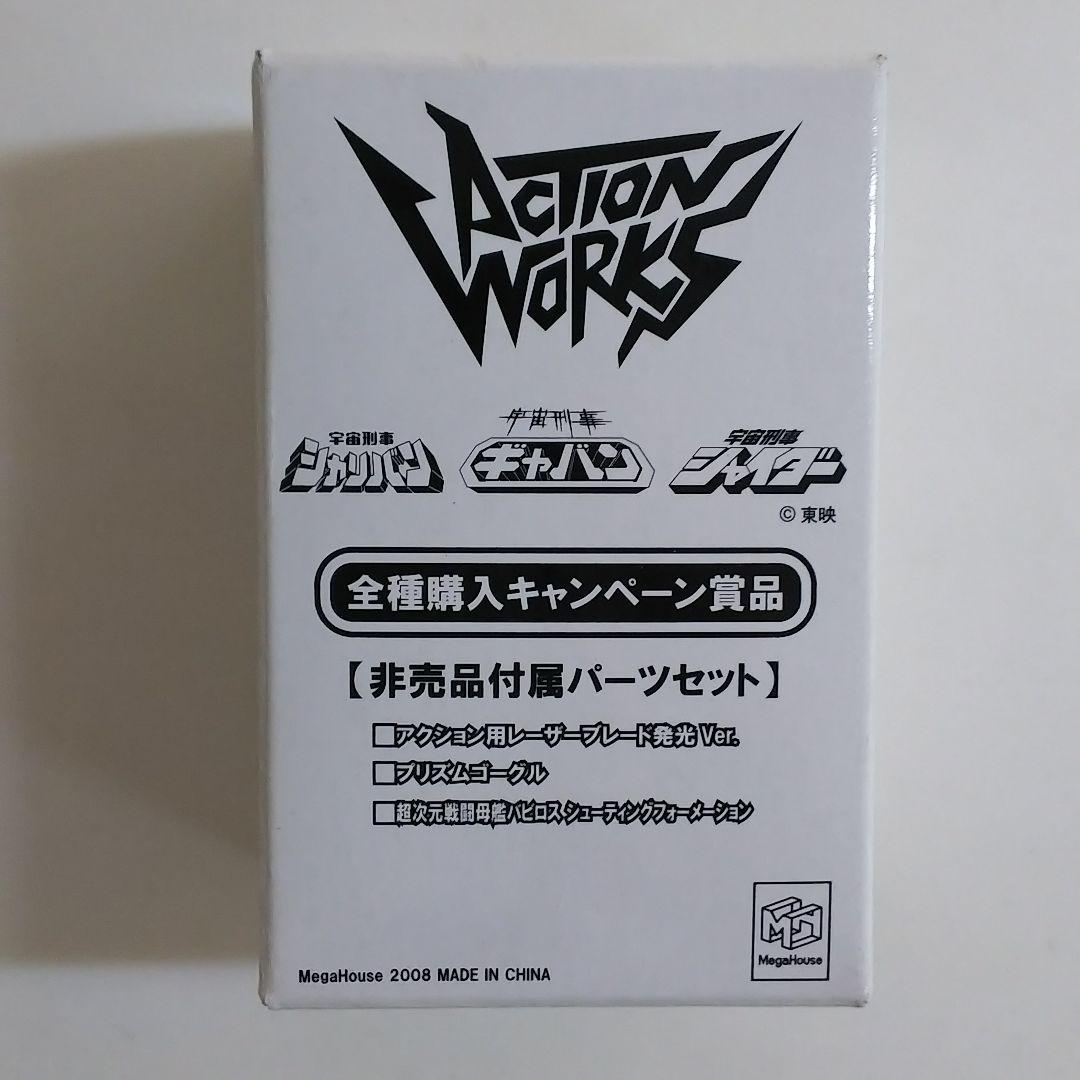 ACTION
WORKS
宇宙刑事
シャリバン
宇宙刑事
ギャバン
宇宙刑事
シャイダー
© 東映
全種購入キャンペーン賞品
【非売品付属パーツセット】
■アクション用レーザーブレード発光 Ver.
■プリズムゴーグル
■超次元戦闘母艦バビロス シューティングフォーメーション
MegaHouse
MegaHouse 2008 MADE IN CHINA